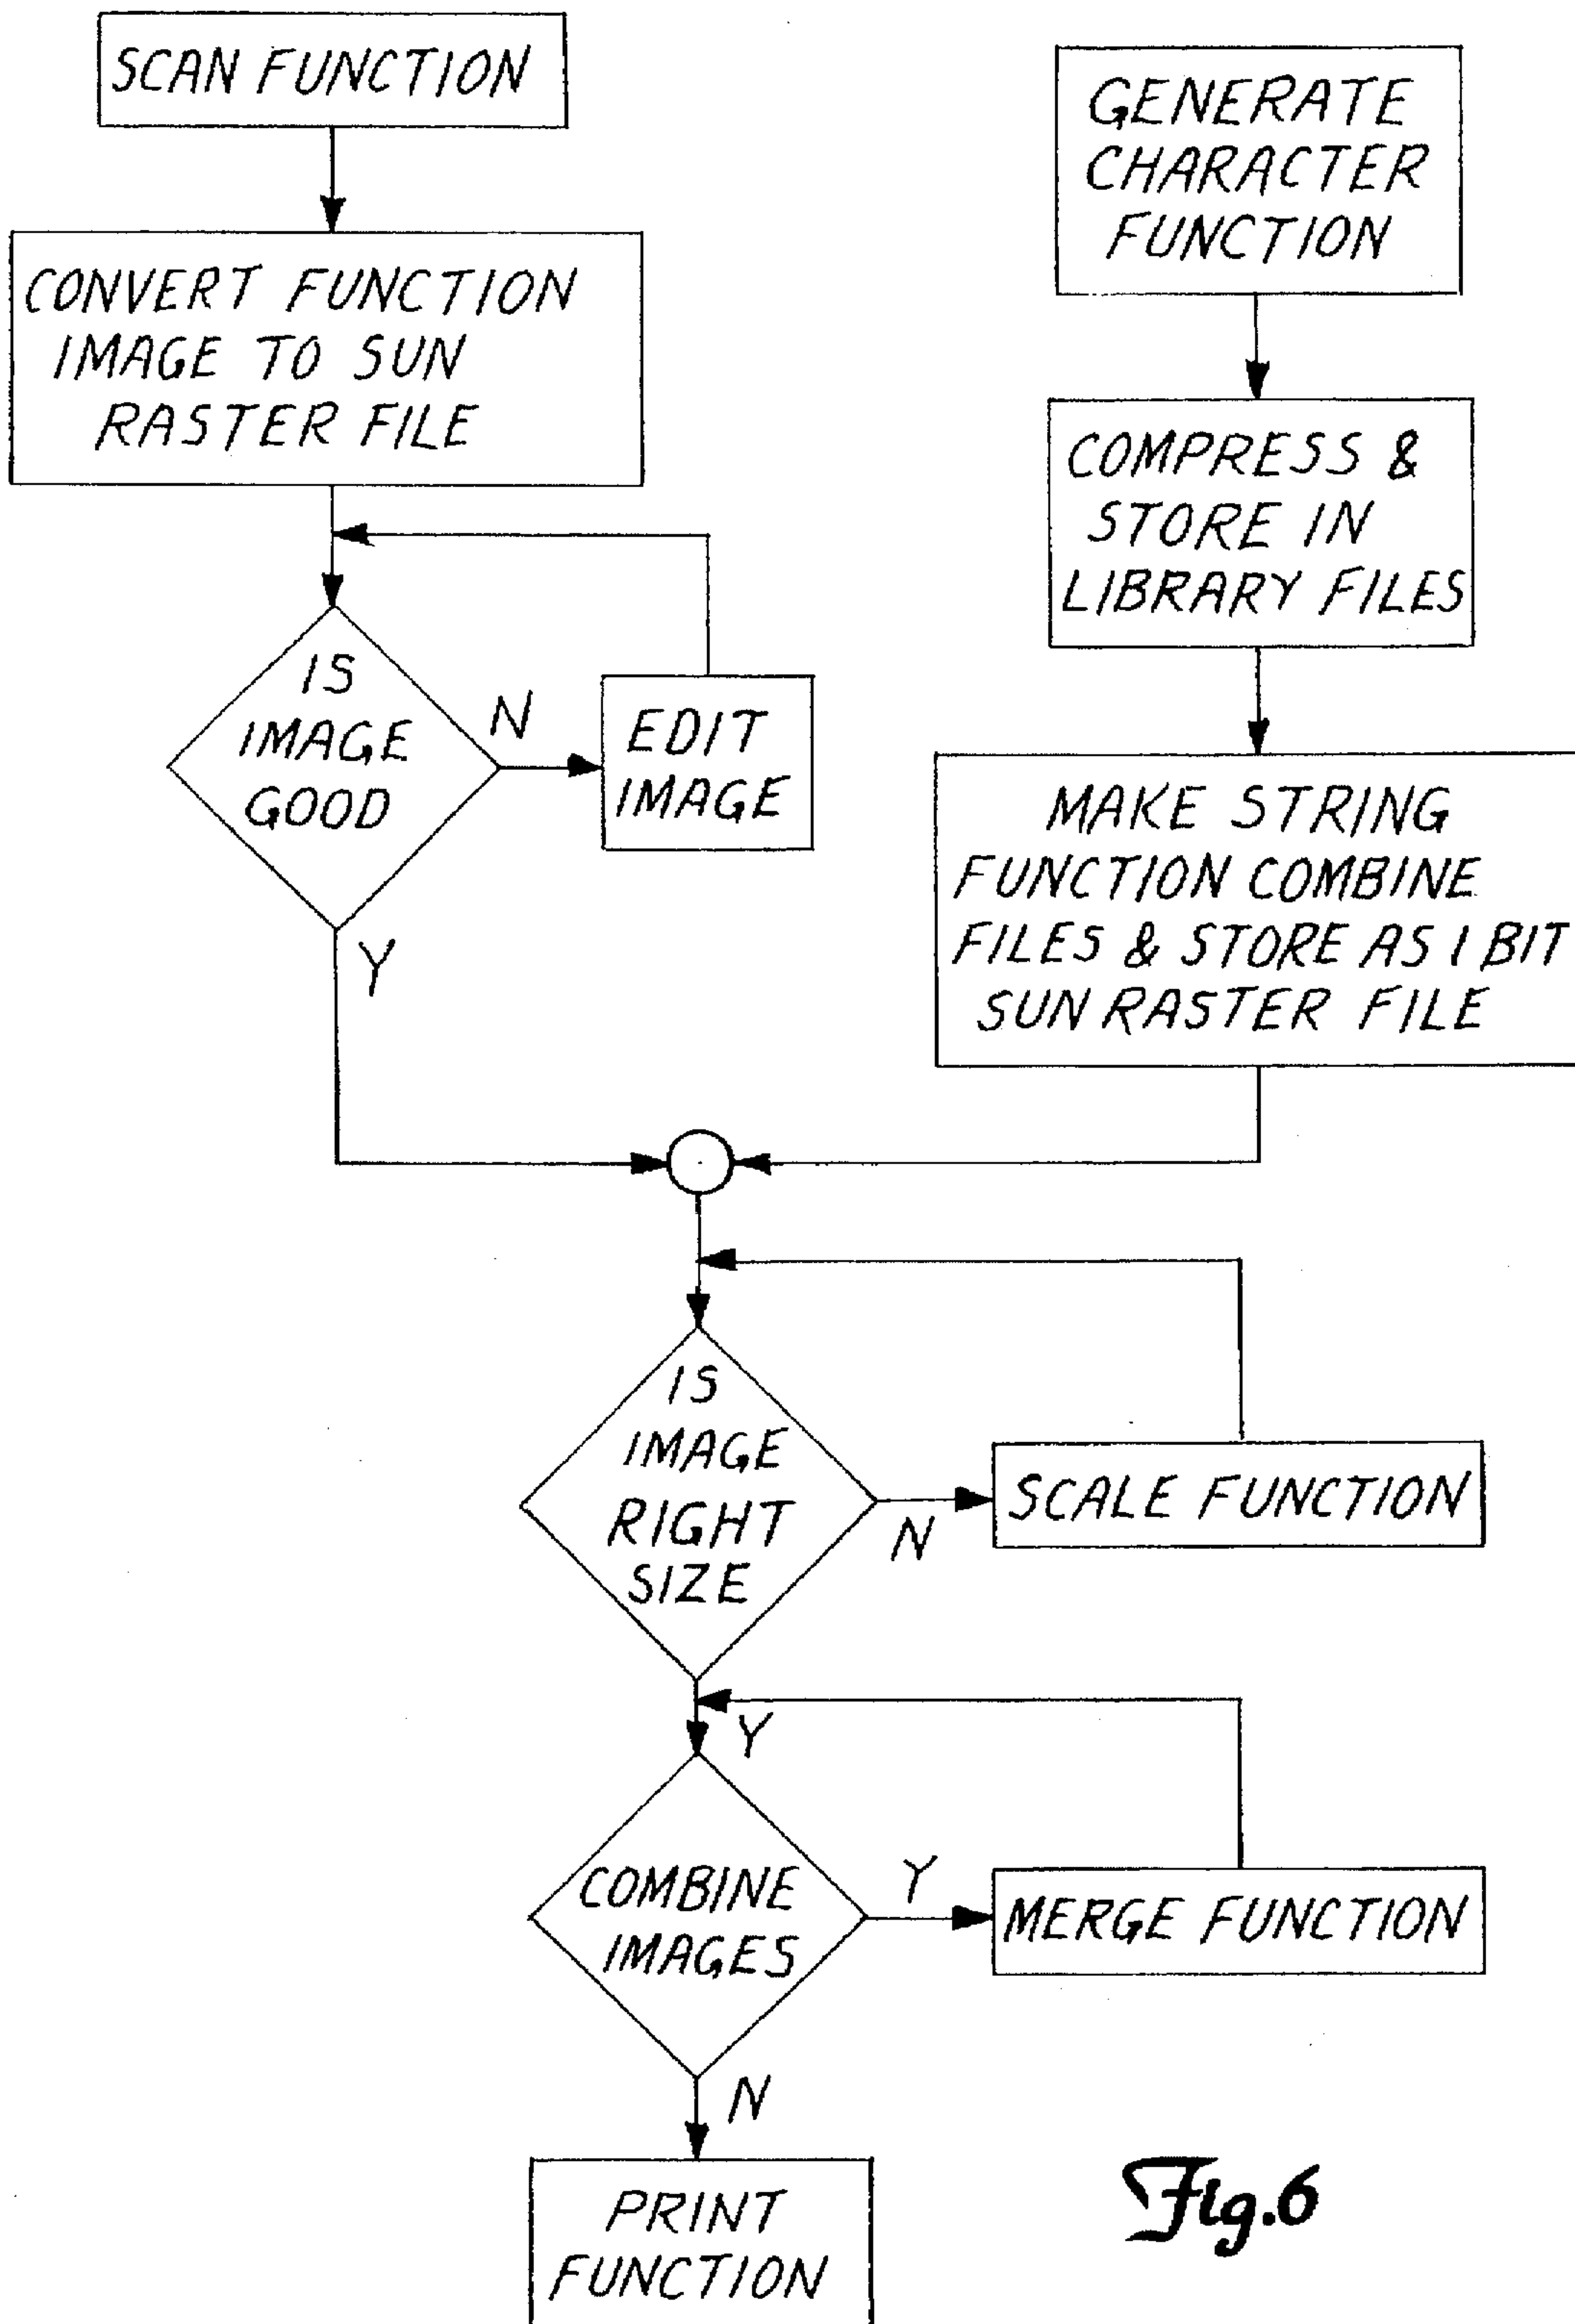 SCAN FUNCTION
CONVERT FUNCTION
IMAGE TO SUN
RASTER FILE
IS
IMAGE
GOOD
N
EDIT
IMAGE
Y
GENERATE
CHARACTER
FUNCTION
COMPRESS &
STORE IN
LIBRARY FILES
MAKE STRING
FUNCTION COMBINE
FILES & STORE AS 1 BIT
SUN RASTER FILE
IS
IMAGE
RIGHT
SIZE
N
SCALE FUNCTION
Y
COMBINE
IMAGES
Y
MERGE FUNCTION
N
PRINT
FUNCTION
Fig.6